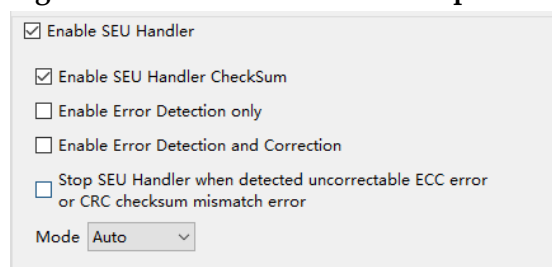 Enable SEU Handler
Enable SEU Handler CheckSum
Enable Error Detection only
Enable Error Detection and Correction
Stop SEU Handler when detected uncorrectable ECC error
or CRC checksum mismatch error
Mode Auto